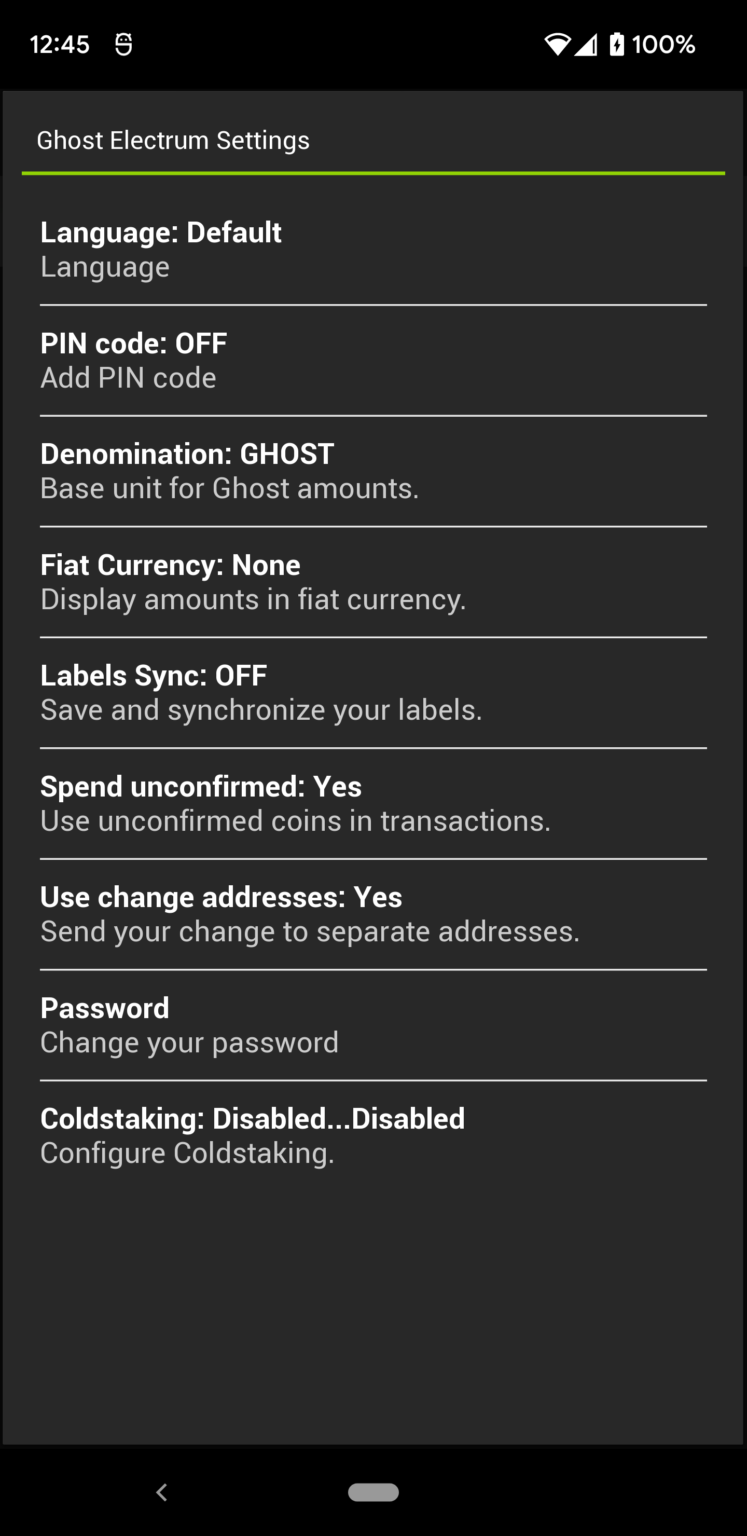 12:45 100%
Ghost Electrum Settings
Language: Default
Language
PIN code: OFF
Add PIN code
Denomination: GHOST
Base unit for Ghost amounts.
Fiat Currency: None
Display amounts in fiat currency.
Labels Sync: OFF
Save and synchronize your labels.
Spend unconfirmed: Yes
Use unconfirmed coins in transactions.
Use change addresses: Yes
Send your change to separate addresses.
Password
Change your password
Coldstaking: Disabled...Disabled
Configure Coldstaking.